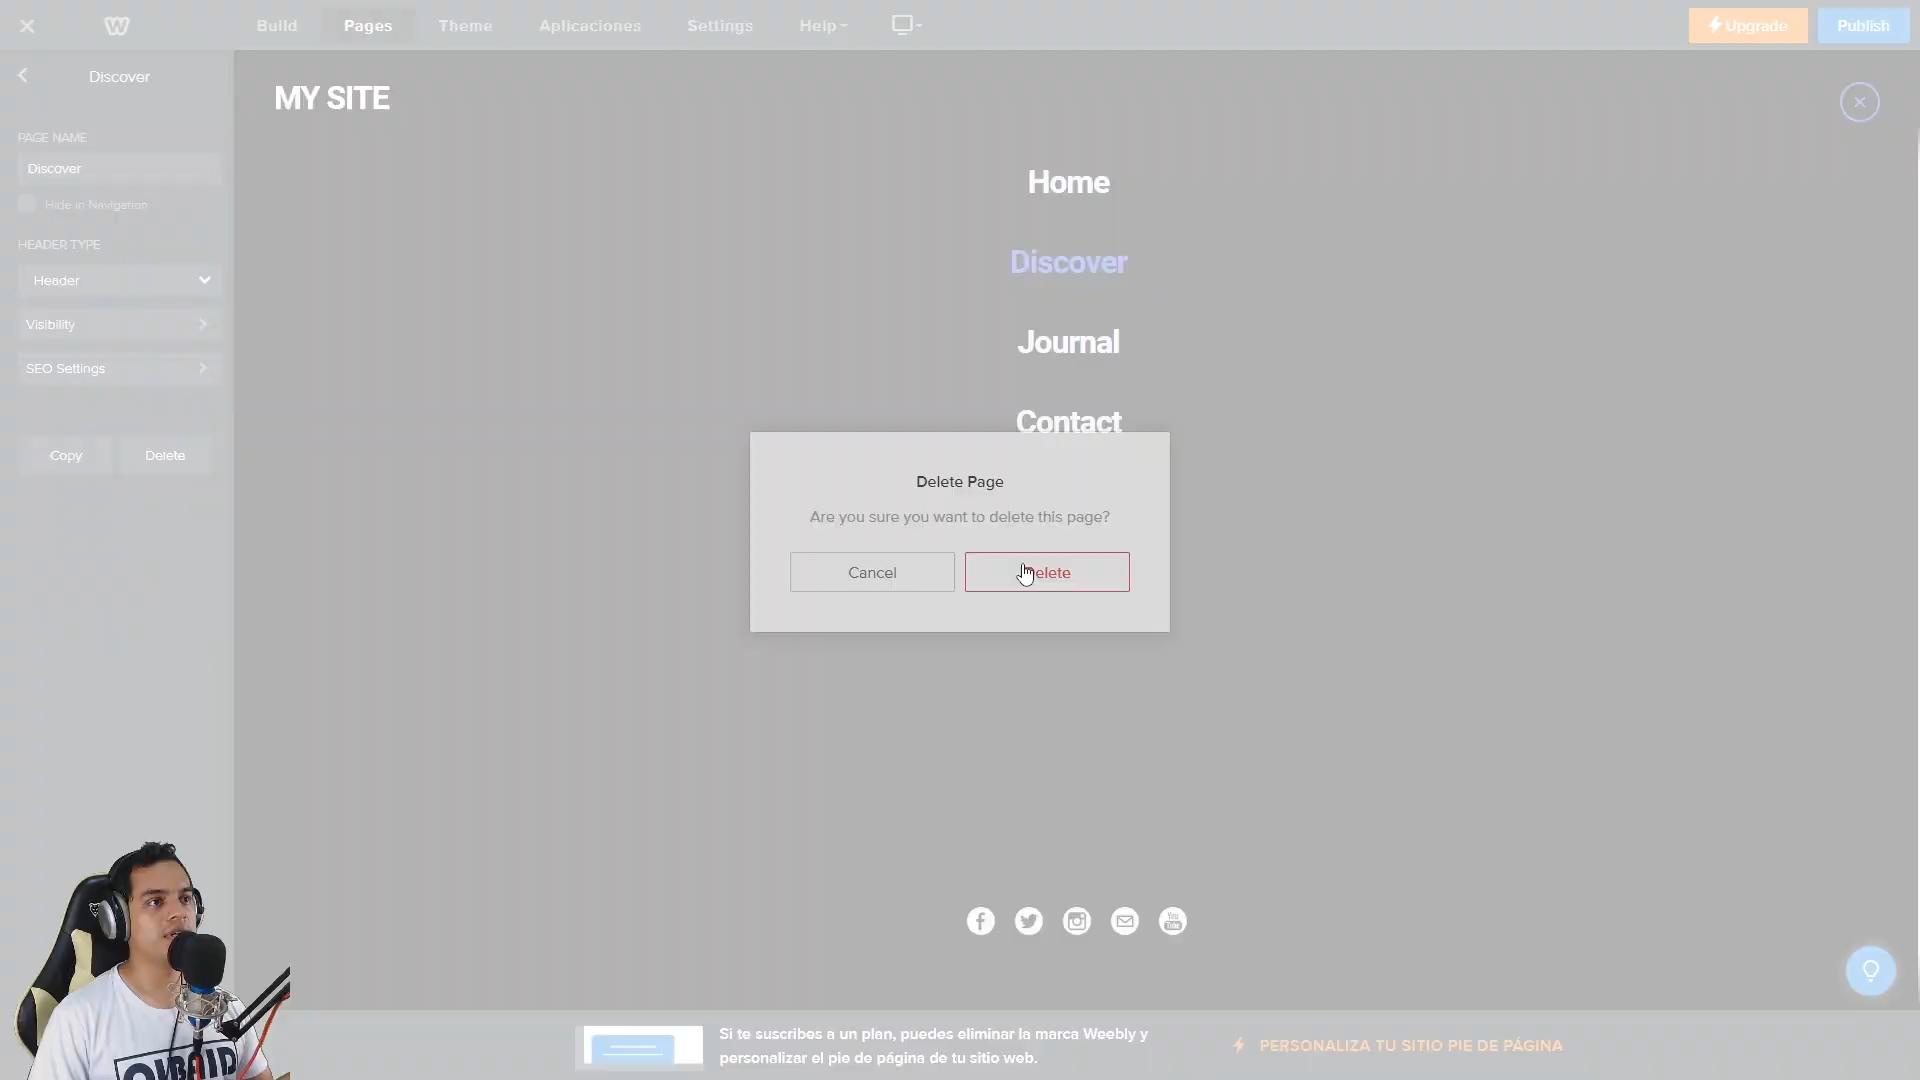 Build
Pages
Theme
Aplicaciones
Settings
Help
Upgrade
Publish
Discover
PAGE NAME
Discover
Hide in Navigation
HEADER TYPE
Header
Visibility
SEO Settings
Copy
Delete
MY SITE
Home
Discover
Journal
Contact
Delete Page
Are you sure you want to delete this page?
Cancel
Delete
You
Tube
Si te suscribes a un plan, puedes eliminar la marca Weebly y
personalizar el pie de página de tu sitio web.
PERSONALIZA TU SITIO PIE DE PÁGINA